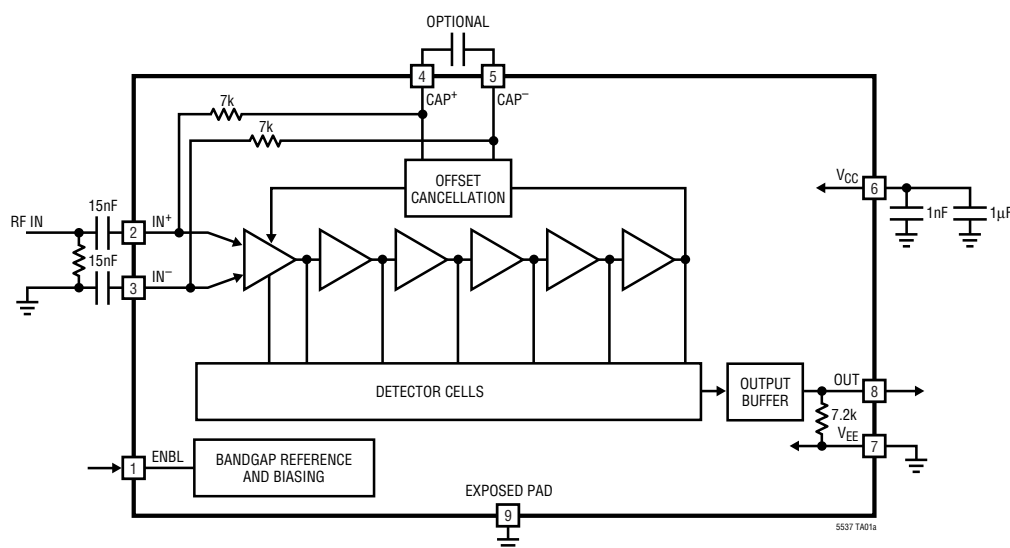 OPTIONAL
4
5
CAP+
CAP−
7k
7k
OFFSET
CANCELLATION
VCC
6
1nF
1µF
15nF
RF IN
2
IN+
15nF
3
IN−
DETECTOR CELLS
OUTPUT
BUFFER
OUT
8
7.2k
VEE
7
1
ENBL
BANDGAP REFERENCE
AND BIASING
EXPOSED PAD
9
5537 TA01a